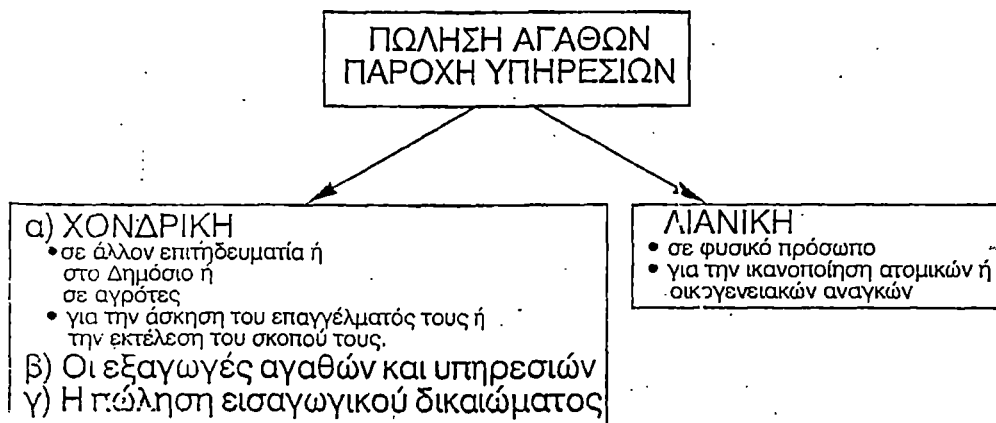 ΠΩΛΗΣΗ ΑΓΑΘΩΝ
ΠΑΡΟΧΗ ΥΠΗΡΕΣΙΩΝ
α) ΧΟΝΔΡΙΚΗ
• σε άλλον επιτηδευματία ή
στο Δημόσιο ή
σε αγρότες
• για την άσκηση του επαγγέλματός τους ή
την εκτέλεση του σκοπού τους.
β) Οι εξαγωγές αγαθών και υπηρεσιών
γ) Η πώληση εισαγωγικού δικαιώματος
ΛΙΑΝΙΚΗ
• σε φυσικό πρόσωπο
• για την ικανοποίηση ατομικών ή
οικογενειακών αναγκών